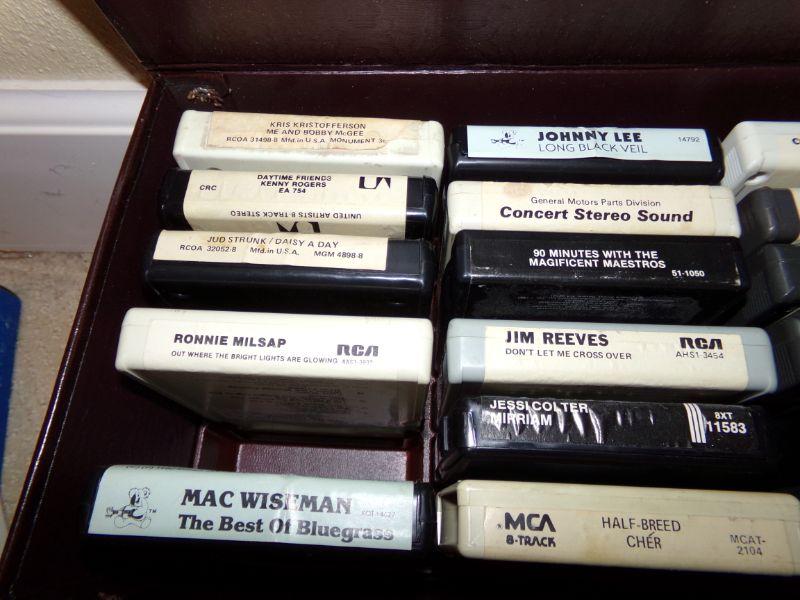 KRIS KRISTOFFERSON
ME AND BOBBY McGEE
RCOA 31498-8 Mfd. in U.S.A. MONUMENT
CRC
DAYTIME FRIENDS
KENNY ROGERS
EA 754
UA
UNITED ARTISTS 8-TRACK STEREO
JUD STRUNK / DAISY A DAY
RCOA 32052-8 Mfd. in U.S.A. MGM 4898-8
RONNIE MILSAP
OUT WHERE THE BRIGHT LIGHTS ARE GLOWING
RCA
MAC WISEMAN
The Best Of Bluegrass
TM
JOHNNY LEE
LONG BLACK VEIL
14792
General Motors Parts Division
Concert Stereo Sound
90 MINUTES WITH THE
MAGIFICENT MAESTROS
51-1050
JIM REEVES
DON'T LET ME CROSS OVER
RCA
AHS1-3454
JESSI COLTER
MIRRIAM
8XT
11583
MCA
8-TRACK
HALF-BREED
CHER
MCAT-
2104